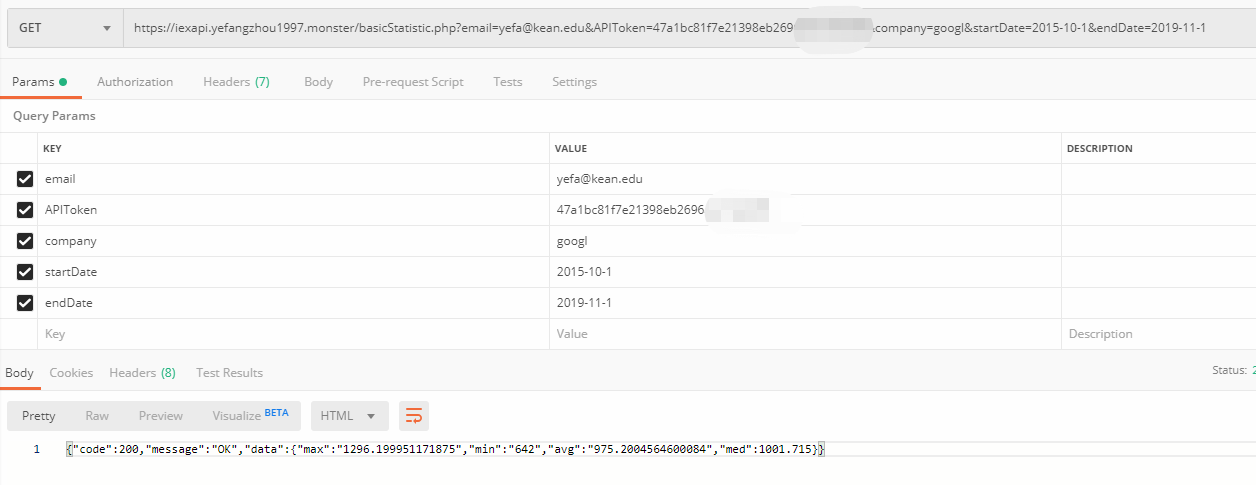 GET https://iexapi.yefangzhou1997.monster/basicStatistic.php?email=yefa@kean.edu&APIToken=47a1bc81f7e21398eb269 company=googl&startDate=2015-10-1&endDate=2019-11-1
Params Authorization Headers (7) Body Pre-request Script Tests Settings
Query Params
KEY VALUE DESCRIPTION
email yefa@kean.edu
APIToken 47a1bc81f7e21398eb2696
company googl
startDate 2015-10-1
endDate 2019-11-1
Key Value Description
Body Cookies Headers (8) Test Results Status: 2
Pretty Raw Preview Visualize BETA HTML
1 {"code":200,"message":"OK","data":{"max":"1296.199951171875","min":"642","avg":"975.2004564600084","med":1001.715}}